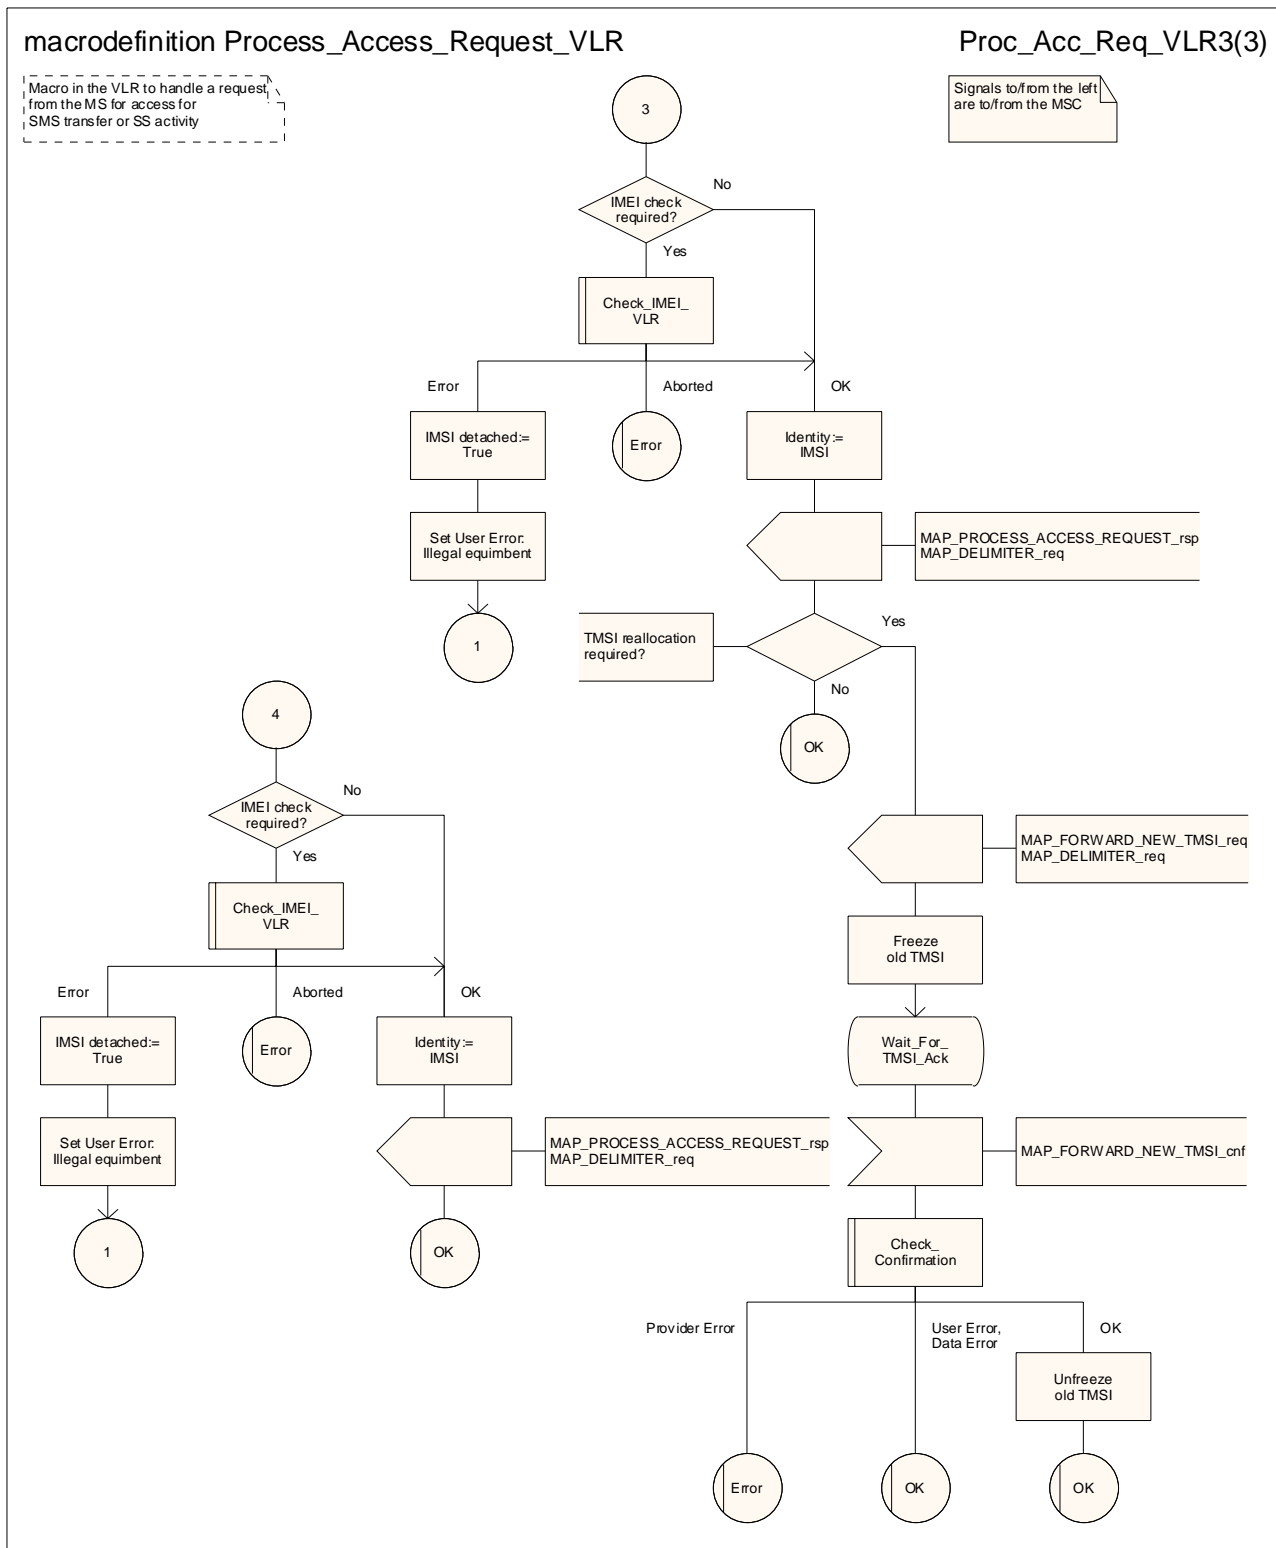 macrodefinition Process_Access_Request_VLR
Proc_Acc_Req_VLR3(3)
Macro in the VLR to handle a request
from the MS for access for
SMS transfer or SS activity
Signals to/from the left
are to/from the MSC
3
IMEI check
required?
No
Yes
Check_IMEI_
VLR
Error
Aborted
OK
IMSI detached:=
True
Error
Identity:=
IMSI
Set User Error:
Illegal equimbent
MAP_PROCESS_ACCESS_REQUEST_rsp
MAP_DELIMITER_req
1
TMSI reallocation
required?
Yes
No
OK
4
IMEI check
required?
No
Yes
Check_IMEI_
VLR
Error
Aborted
OK
IMSI detached:=
True
Error
Identity:=
IMSI
Set User Error:
Illegal equimbent
MAP_PROCESS_ACCESS_REQUEST_rsp
MAP_DELIMITER_req
1
OK
MAP_FORWARD_NEW_TMSI_req
MAP_DELIMITER_req
Freeze
old TMSI
Wait_For_
TMSI_Ack
MAP_FORWARD_NEW_TMSI_cnf
Check_
Confirmation
Provider Error
User Error,
Data Error
OK
Unfreeze
old TMSI
Error
OK
OK